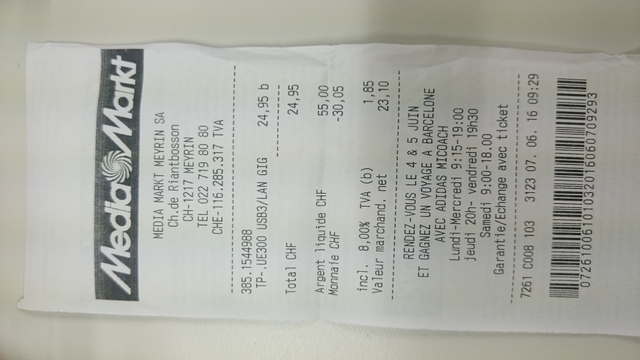 Media Markt
MEDIA MARKT MEYRIN SA
Ch.de Riantbosson
CH-1217 MEYRIN
TEL 022 719 80 80
CHE-116.285.317 TVA
385.1544988
TP-.UE300 USB3/LAN GIG 24,95 b
Total CHF 24,95
Argent liquide CHF 55,00
Monnaie CHF -30,05
incl. 8,00% TVA (b) 1,85
Valeur marchand. net 23,10
RENDEZ-VOUS LE 4 & 5 JUIN
ET GAGNEZ UN VOYAGE A BARCELONE
AVEC ADIDAS MICOACH
Lundi-Mercredi 9:15-19:00
jeudi 20h- vendredi 19h30
Samedi 9:00-18.00
Garantie/Echange avec ticket
7261 C008 103 3123 07. 06. 16 09:29
07261006101032016060709293